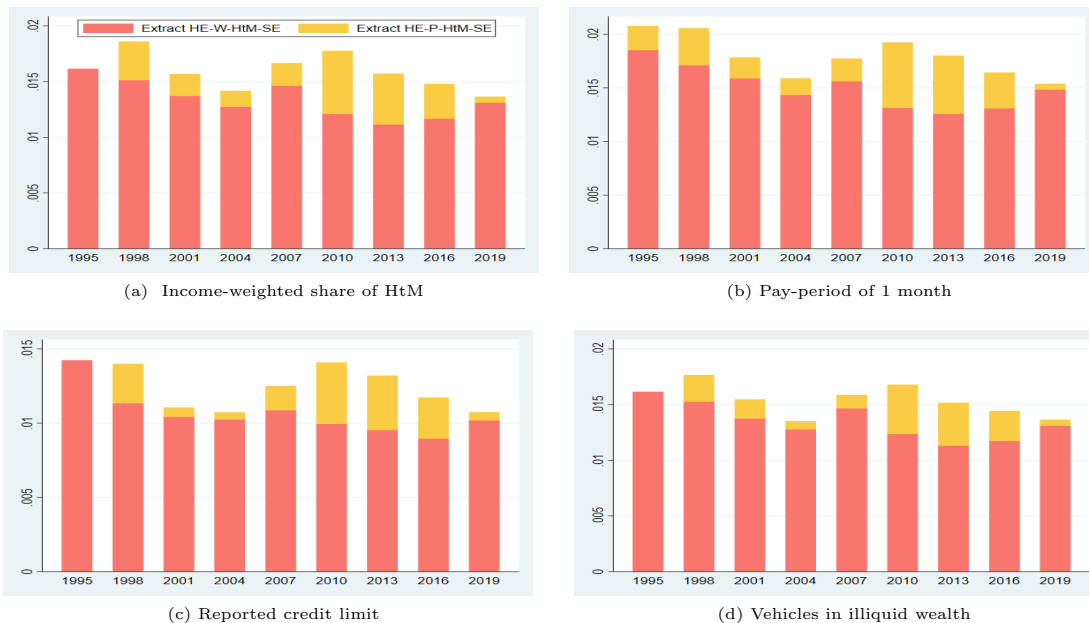 .02
.015
.01
.005
0
Extract HE-W-HtM-SE Extract HE-P-HtM-SE
1995 1998 2001 2004 2007 2010 2013 2016 2019
(a) Income-weighted share of HtM
.02
.015
.01
.005
0
1995 1998 2001 2004 2007 2010 2013 2016 2019
(b) Pay-period of 1 month
.015
.01
.005
0
1995 1998 2001 2004 2007 2010 2013 2016 2019
(c) Reported credit limit
.02
.015
.01
.005
0
1995 1998 2001 2004 2007 2010 2013 2016 2019
(d) Vehicles in illiquid wealth